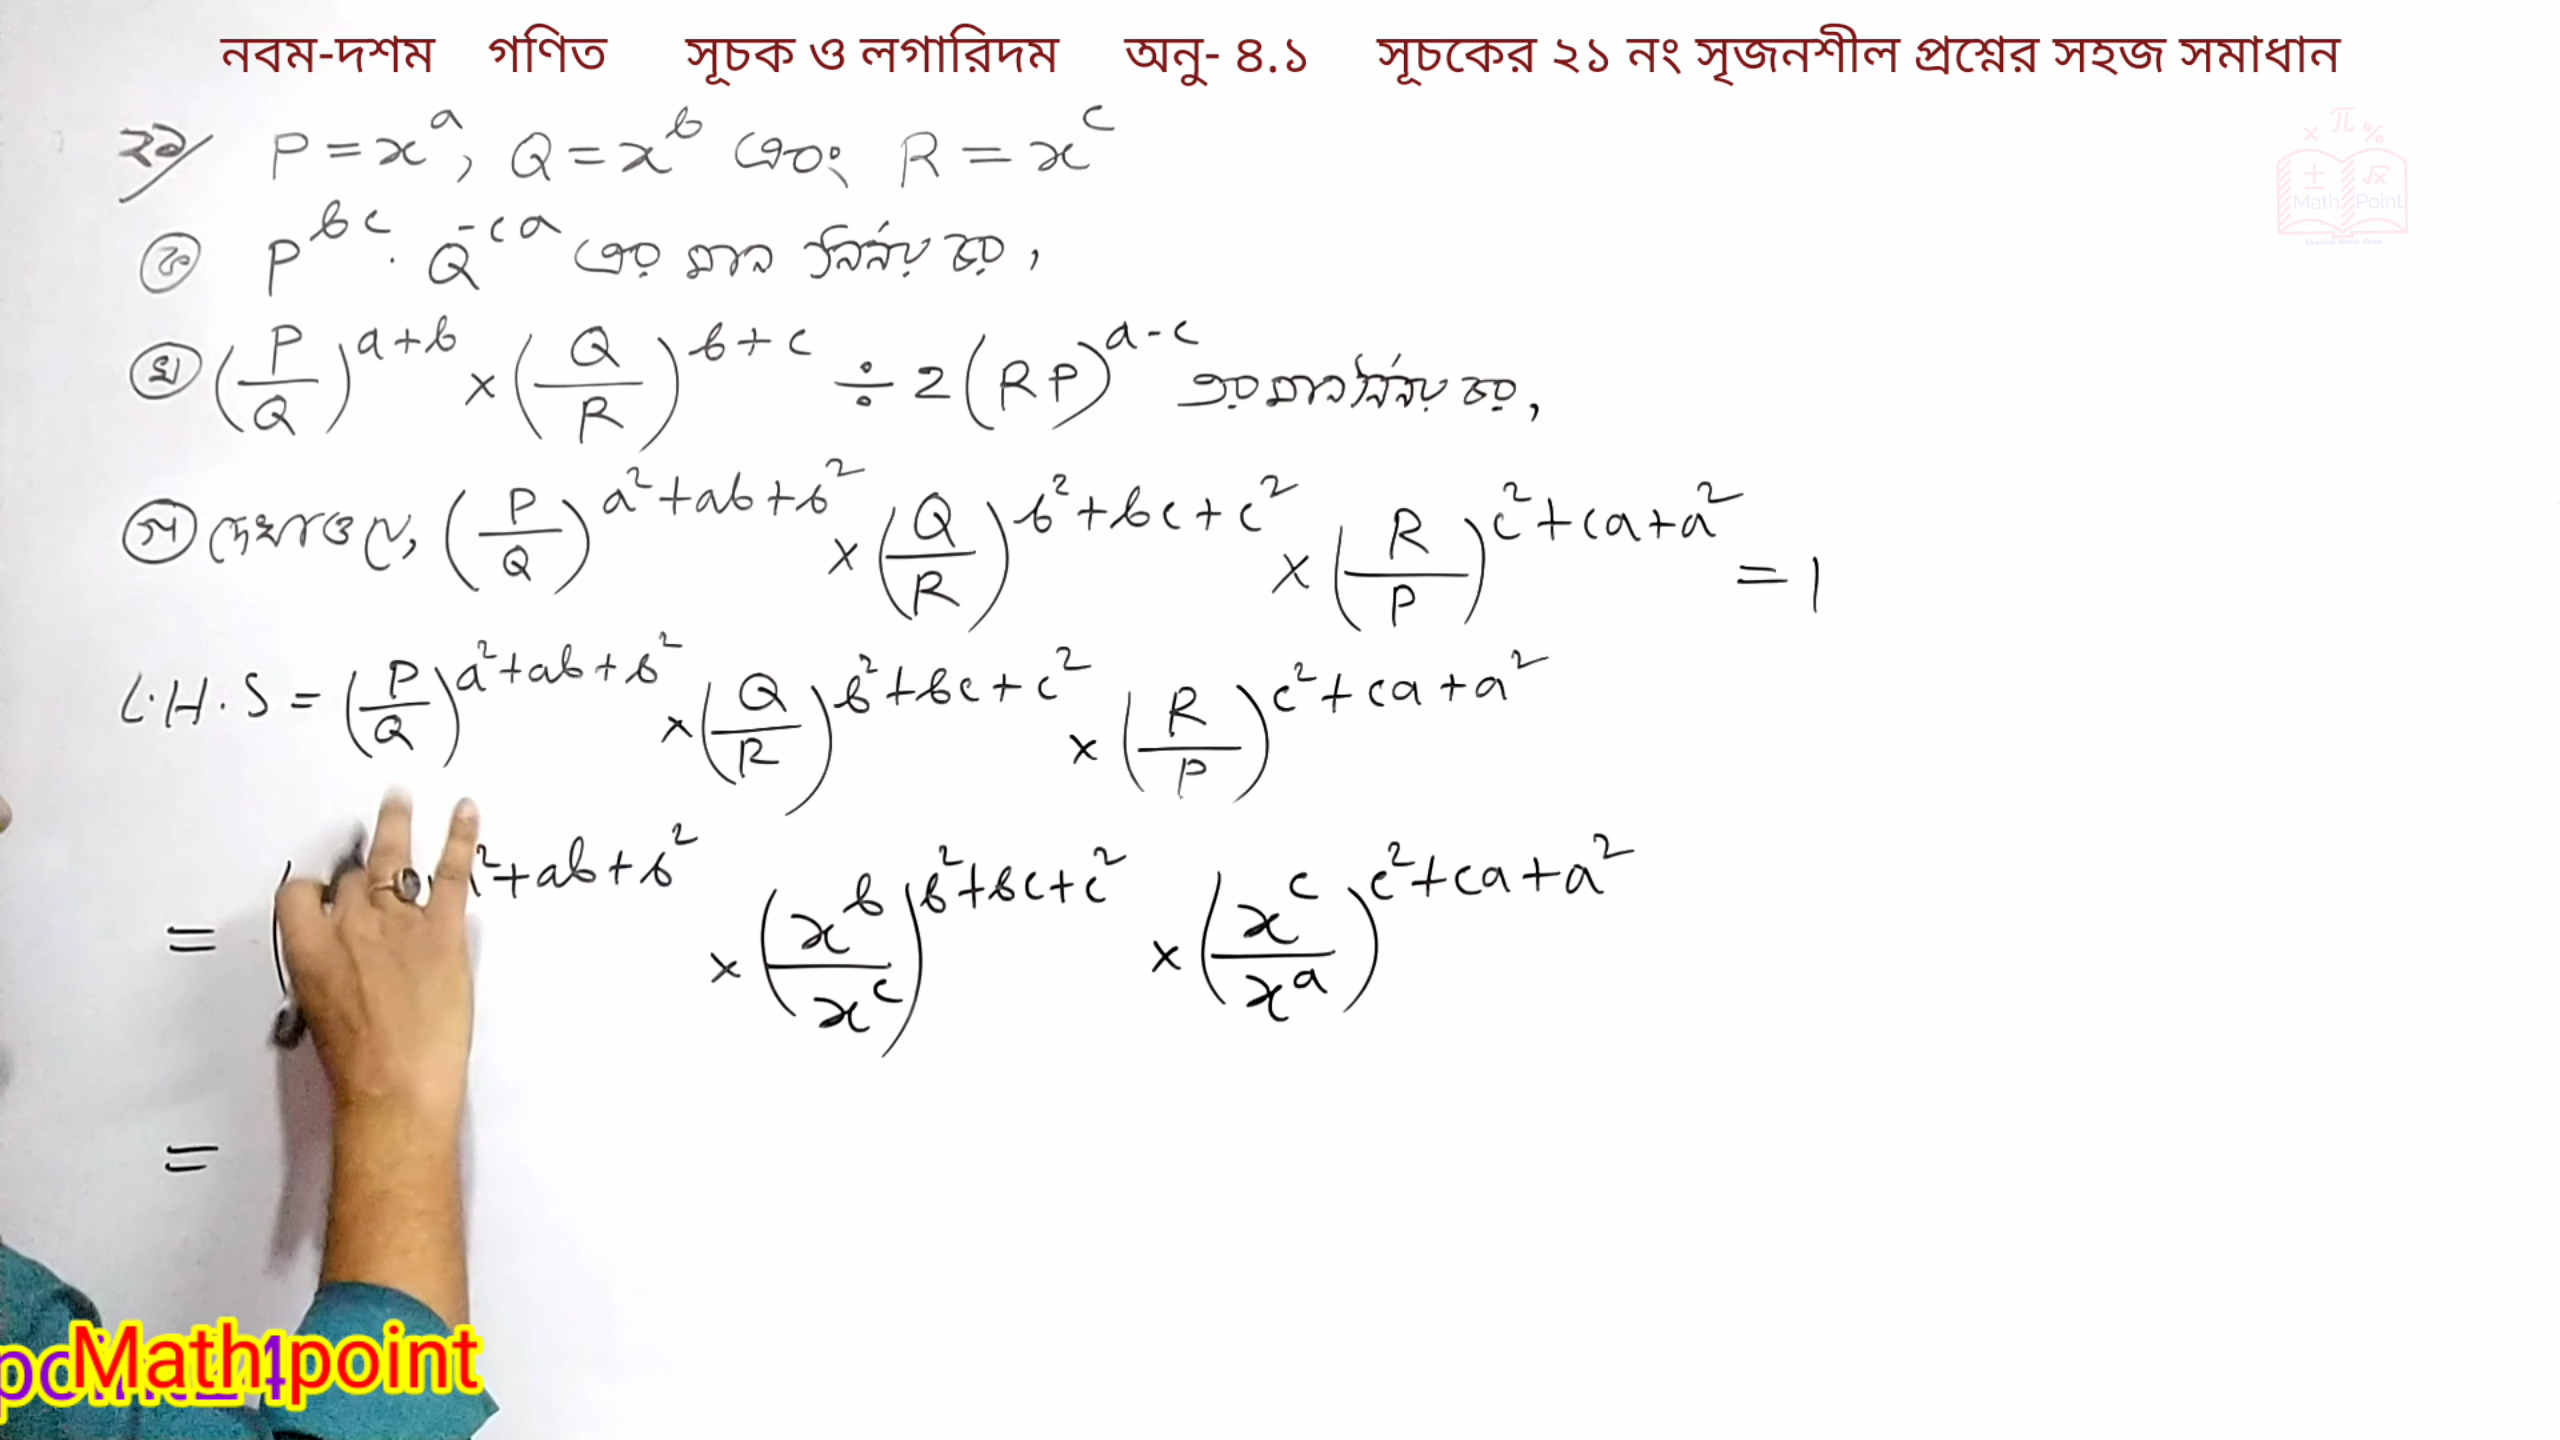 নবম-দশম গণিত সূচক ও লগারিদম অনু- ৪.১ সূচকের ২১ নং সৃজনশীল প্রশ্নের সহজ সমাধান
২১/ P = x^a, Q = x^b এবং R = x^c
(ক) P^{bc} · Q^{-ca} এর মান নির্ণয় কর,
(খ) (P/Q)^{a+b} × (Q/R)^{b+c} ÷ 2(RP)^{a-c} এর মান নির্ণয় কর,
(গ) দেখাও যে, (P/Q)^{a²+ab+b²} × (Q/R)^{b²+bc+c²} × (R/P)^{c²+ca+a²} = 1
L.H.S = (P/Q)^{a²+ab+b²} × (Q/R)^{b²+bc+c²} × (R/P)^{c²+ca+a²}
= ( ²+ab+b² × (x^b/x^c)^{b²+bc+c²} × (x^c/x^a)^{c²+ca+a²}
=
Math point
Math Point